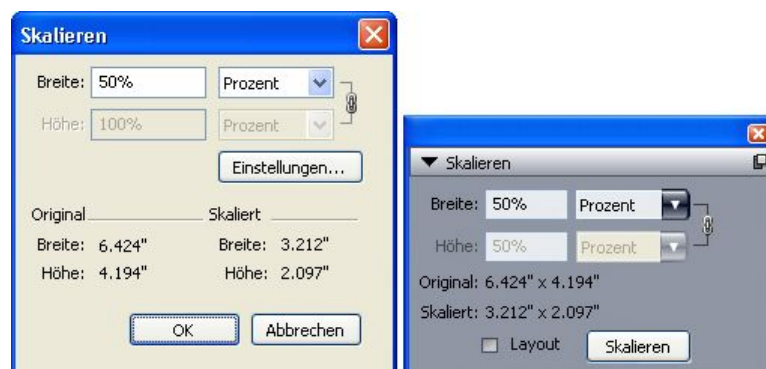 Skalieren
Breite: 50% Prozent
Höhe: 100% Prozent
Einstellungen...
Original Skaliert
Breite: 6.424" Breite: 3.212"
Höhe: 4.194" Höhe: 2.097"
OK Abbrechen
Skalieren
Breite: 50% Prozent
Höhe: 50% Prozent
Original: 6.424" x 4.194"
Skaliert: 3.212" x 2.097"
Layout Skalieren